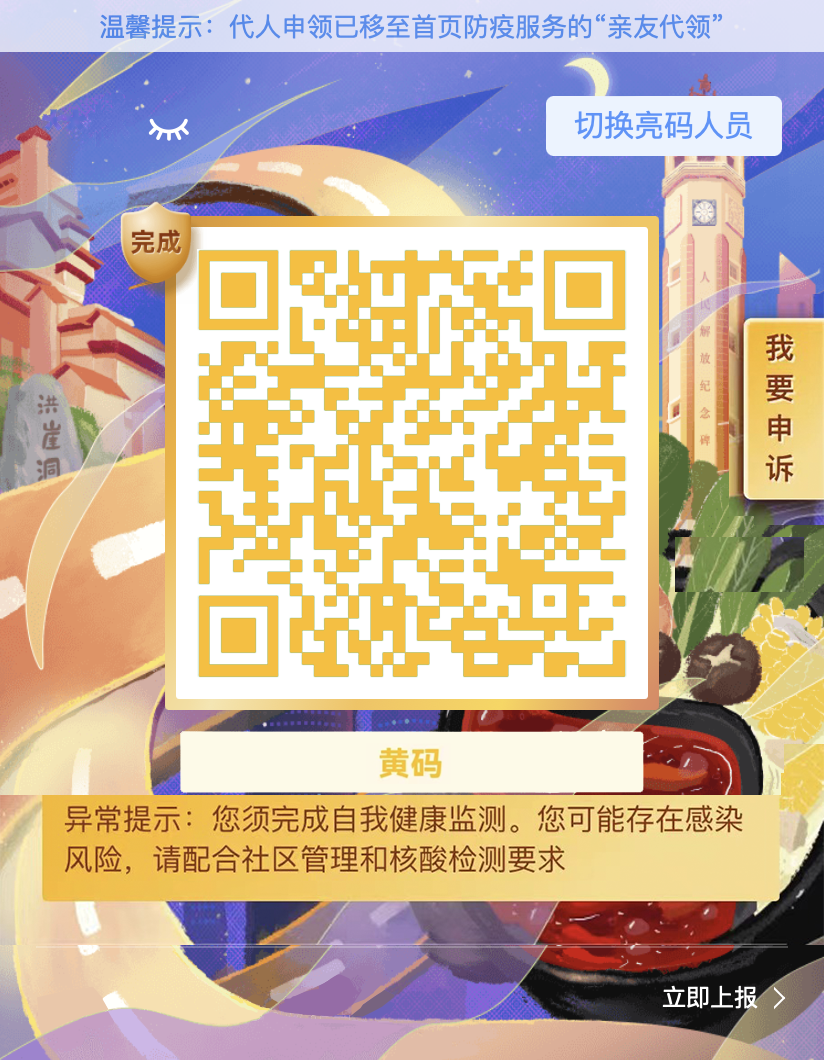 温馨提示：代人申领已移至首页防疫服务的“亲友代领”
切换亮码人员
完成
人民解放纪念碑
我要申诉
洪崖洞
黄码
异常提示：您须完成自我健康监测。您可能存在感染
风险，请配合社区管理和核酸检测要求
立即上报